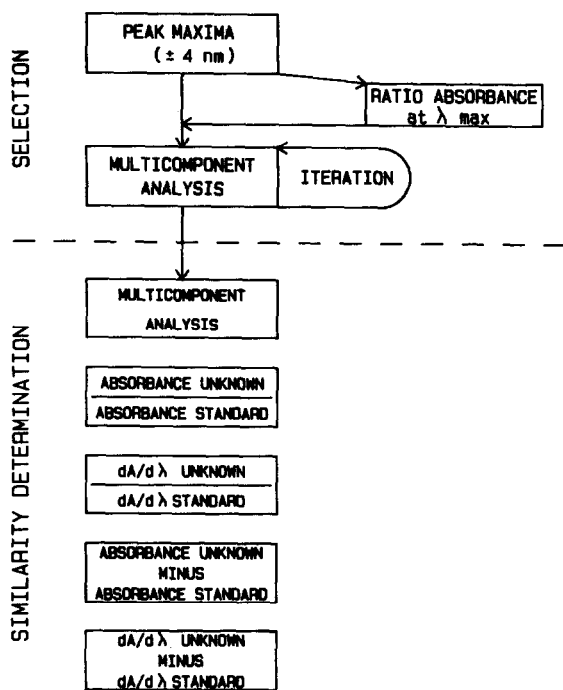 SELECTION
PEAK MAXIMA
(± 4 nm)
RATIO ABSORBANCE
at λ max
MULTICOMPONENT
ANALYSIS
ITERATION
SIMILARITY DETERMINATION
MULTICOMPONENT
ANALYSIS
ABSORBANCE UNKNOWN
ABSORBANCE STANDARD
dA/dλ UNKNOWN
dA/dλ STANDARD
ABSORBANCE UNKNOWN
MINUS
ABSORBANCE STANDARD
dA/dλ UNKNOWN
MINUS
dA/dλ STANDARD